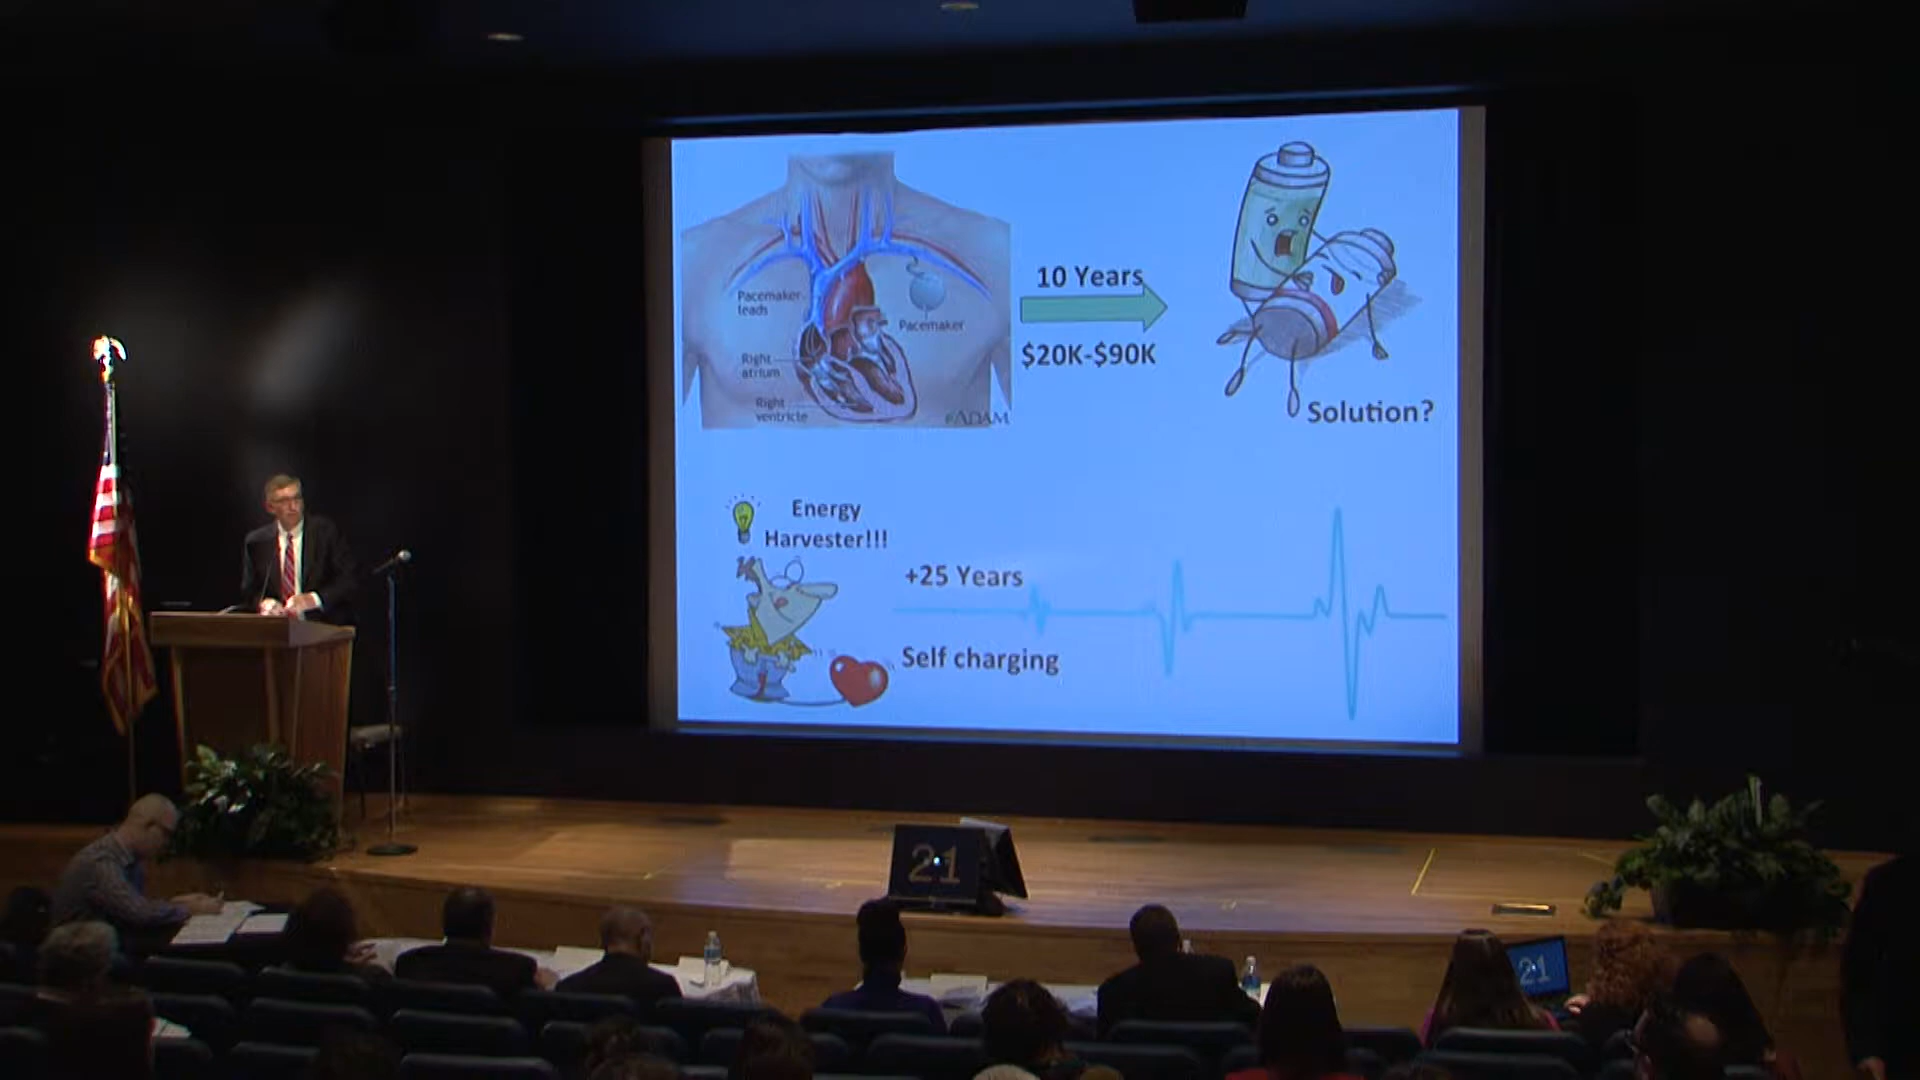 Pacemaker
leads
Pacemaker
Right
atrium
Right
ventricle
©ADAM
10 Years
$20K-$90K
Solution?
Energy
Harvester!!!
+25 Years
Self charging
21
21